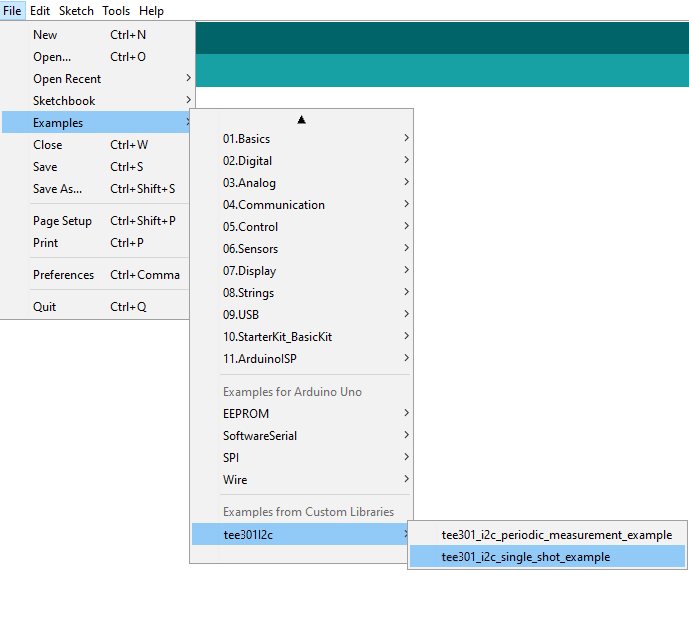 File Edit Sketch Tools Help
New Ctrl+N
Open... Ctrl+O
Open Recent
Sketchbook
Examples
Close Ctrl+W
Save Ctrl+S
Save As... Ctrl+Shift+S
Page Setup Ctrl+Shift+P
Print Ctrl+P
Preferences Ctrl+Comma
Quit Ctrl+Q
01.Basics
02.Digital
03.Analog
04.Communication
05.Control
06.Sensors
07.Display
08.Strings
09.USB
10.StarterKit_BasicKit
11.ArduinoISP
Examples for Arduino Uno
EEPROM
SoftwareSerial
SPI
Wire
Examples from Custom Libraries
tee301I2c
tee301_i2c_periodic_measurement_example
tee301_i2c_single_shot_example